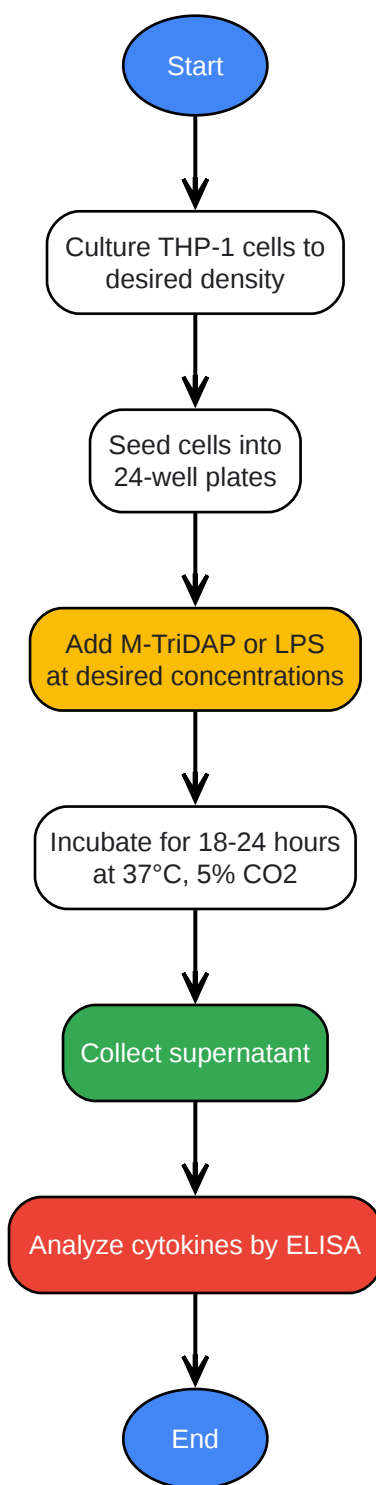 Start
Culture THP-1 cells to
desired density
Seed cells into
24-well plates
Add M-TriDAP or LPS
at desired concentrations
Incubate for 18-24 hours
at 37°C, 5% CO2
Collect supernatant
Analyze cytokines by ELISA
End